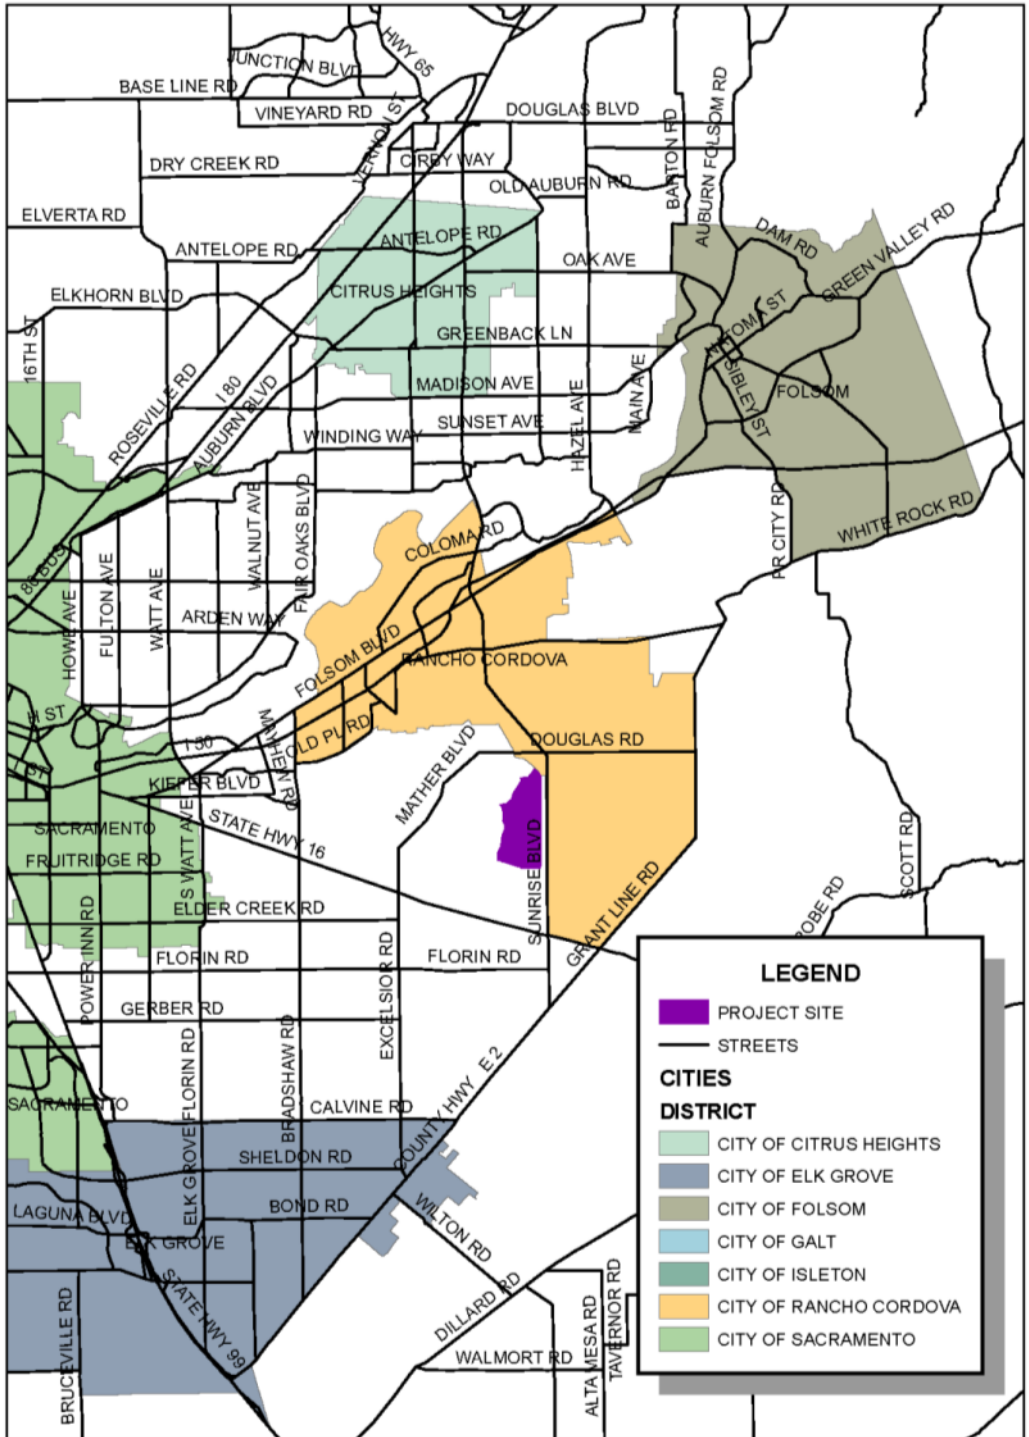 HWY 65
JUNCTION BLVD
BASE LINE RD
VINEYARD RD
VERNON ST
DOUGLAS BLVD
BARTON RD
AUBURN FOLSOM RD
DRY CREEK RD
CIRBY WAY
OLD AUBURN RD
ELVERTA RD
ANTELOPE RD
ANTELOPE RD
OAK AVE
DAM RD
GREEN VALLEY RD
ELKHORN BLVD
CITRUS HEIGHTS
16TH ST
GREENBACK LN
NATOMA ST
SIBLEY ST
FOLSOM
ROSEVILLE RD
I 80
AUBURN BLVD
MADISON AVE
MAIN AVE
HAZEL AVE
SUNSET AVE
WINDING WAY
WALNUT AVE
FAIR OAKS BLVD
COLOMA RD
PR CITY RD
WHITE ROCK RD
80 BUS
HOWE AVE
FULTON AVE
WATT AVE
ARDEN WAY
FOLSOM BLVD
RANCHO CORDOVA
H ST
I 50
MAYHEW RD
OLD PL RD
MATHER BLVD
DOUGLAS RD
KIEFER BLVD
STATE HWY 16
S WATT AVE
SACRAMENTO
FRUITRIDGE RD
SUNRISE BLVD
GRANT LINE RD
SCOTT RD
ELDER CREEK RD
POWER INN RD
FLORIN RD
EXCELSIOR RD
FLORIN RD
GERBER RD
ELK GROVE FLORIN RD
BRADSHAW RD
COUNTY HWY E 2
SACRAMENTO
CALVINE RD
SHELDON RD
BOND RD
WILTON RD
LAGUNA BLVD
ELK GROVE
STATE HWY 99
BRUCEVILLE RD
DILLARD RD
WALMORT RD
ALTA MESA RD
TAVERNOR RD
LEGEND
PROJECT SITE
STREETS
CITIES
DISTRICT
CITY OF CITRUS HEIGHTS
CITY OF ELK GROVE
CITY OF FOLSOM
CITY OF GALT
CITY OF ISLETON
CITY OF RANCHO CORDOVA
CITY OF SACRAMENTO